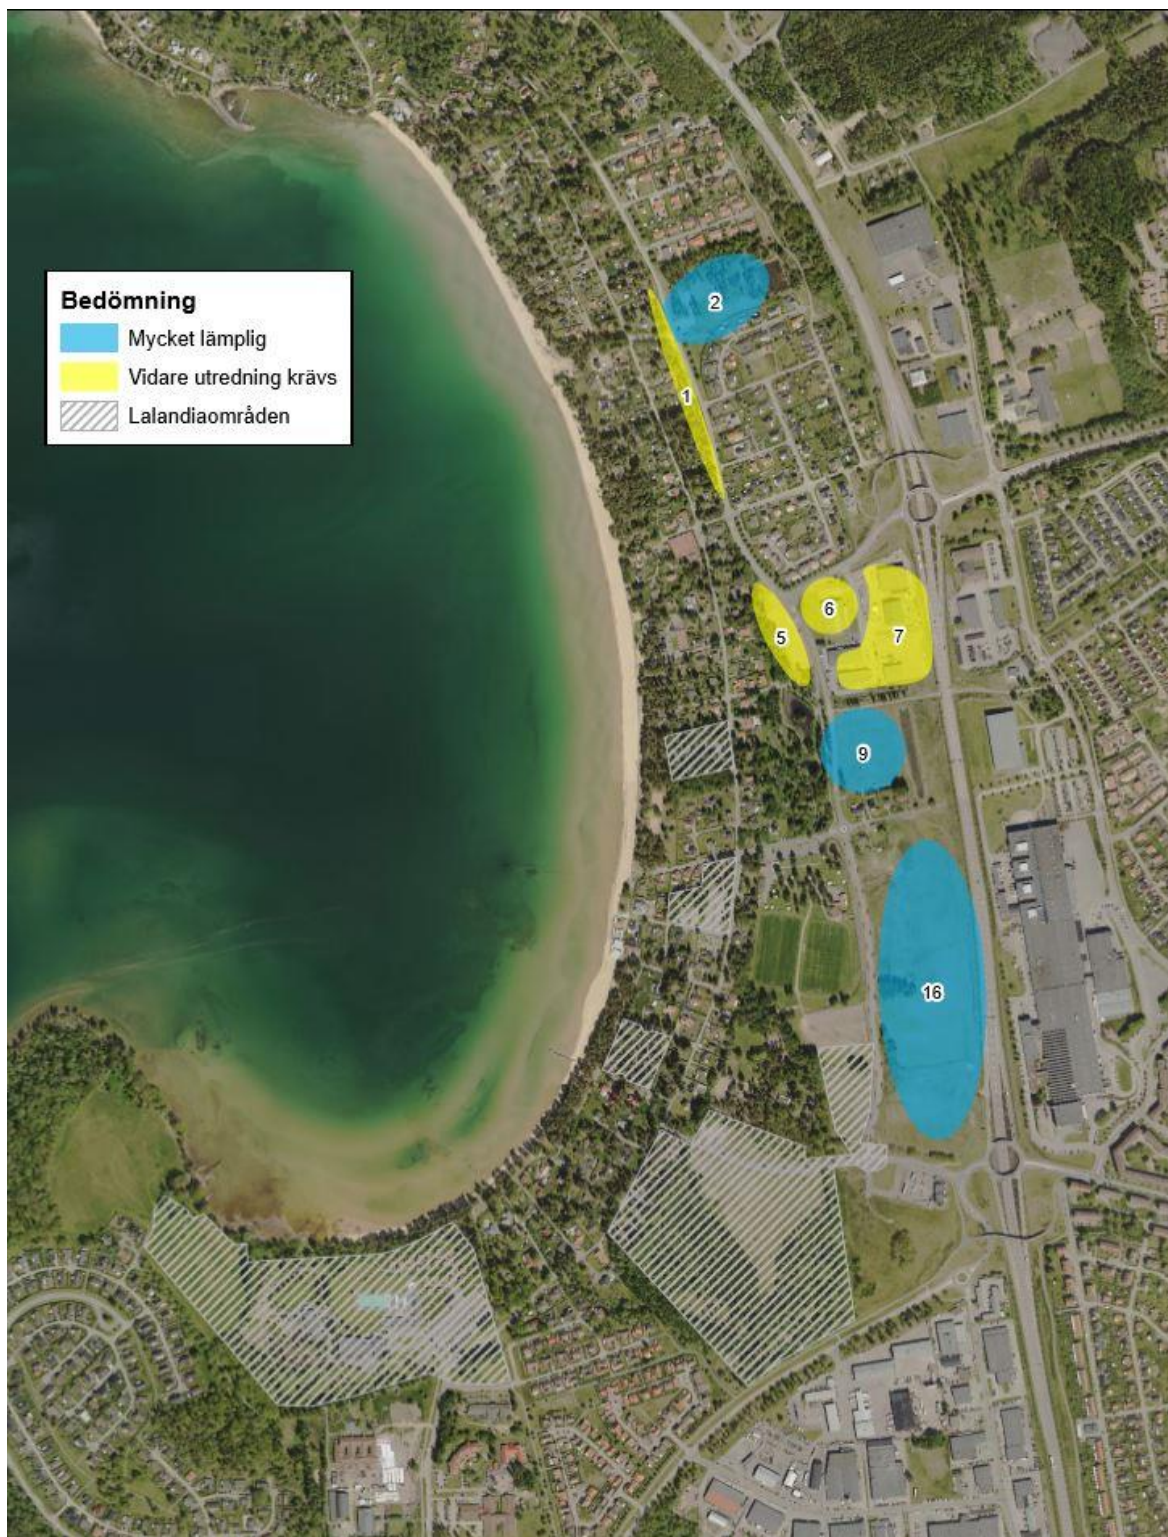 Bedömning
Mycket lämplig
Vidare utredning krävs
Lalandiaområden
2
1
6
5
7
9
16